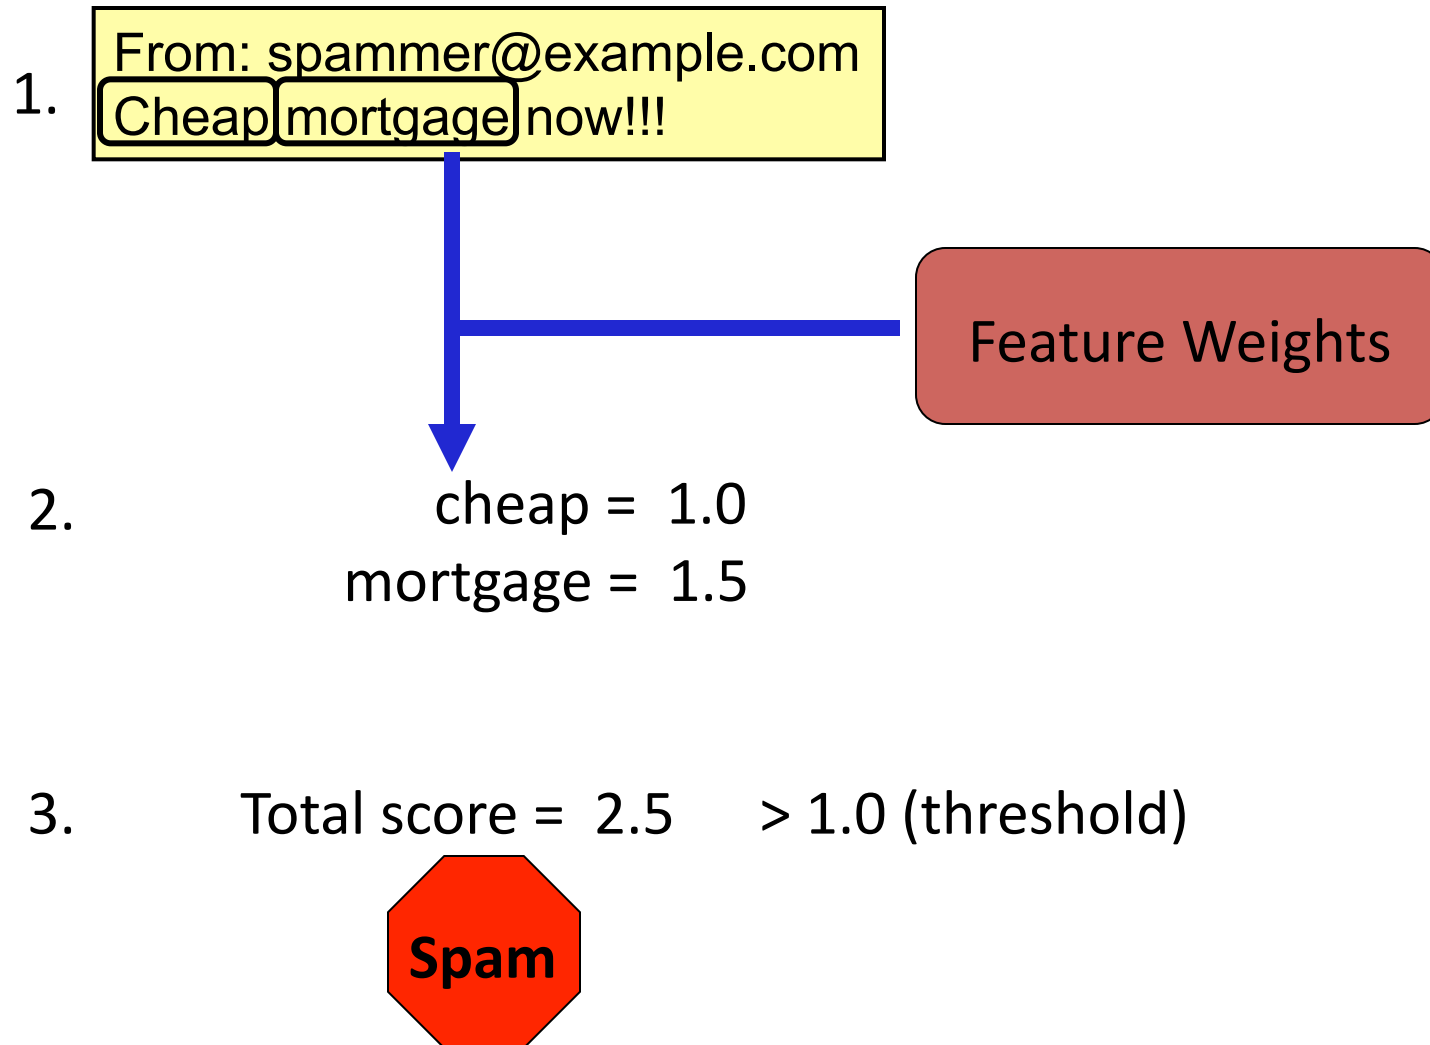 1.
From: spammer@example.com
Cheap mortgage now!!!
Feature Weights
2.
cheap = 1.0
mortgage = 1.5
3.
Total score = 2.5 > 1.0 (threshold)
Spam